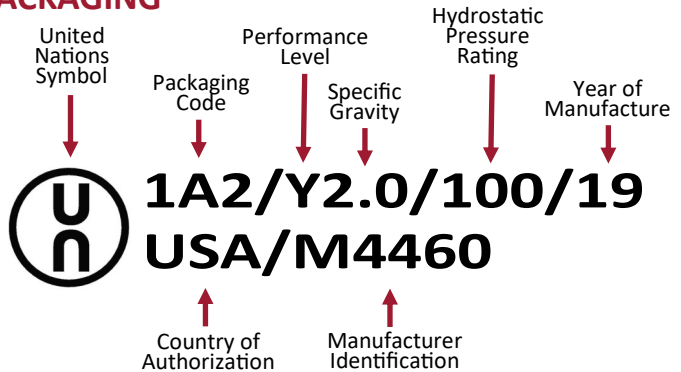 PACKAGING
United
Nations
Symbol
Packaging
Code
Performance
Level
Specific
Gravity
Hydrostatic
Pressure
Rating
Year of
Manufacture
un
1A2/Y2.0/100/19
USA/M4460
Country of
Authorization
Manufacturer
Identification